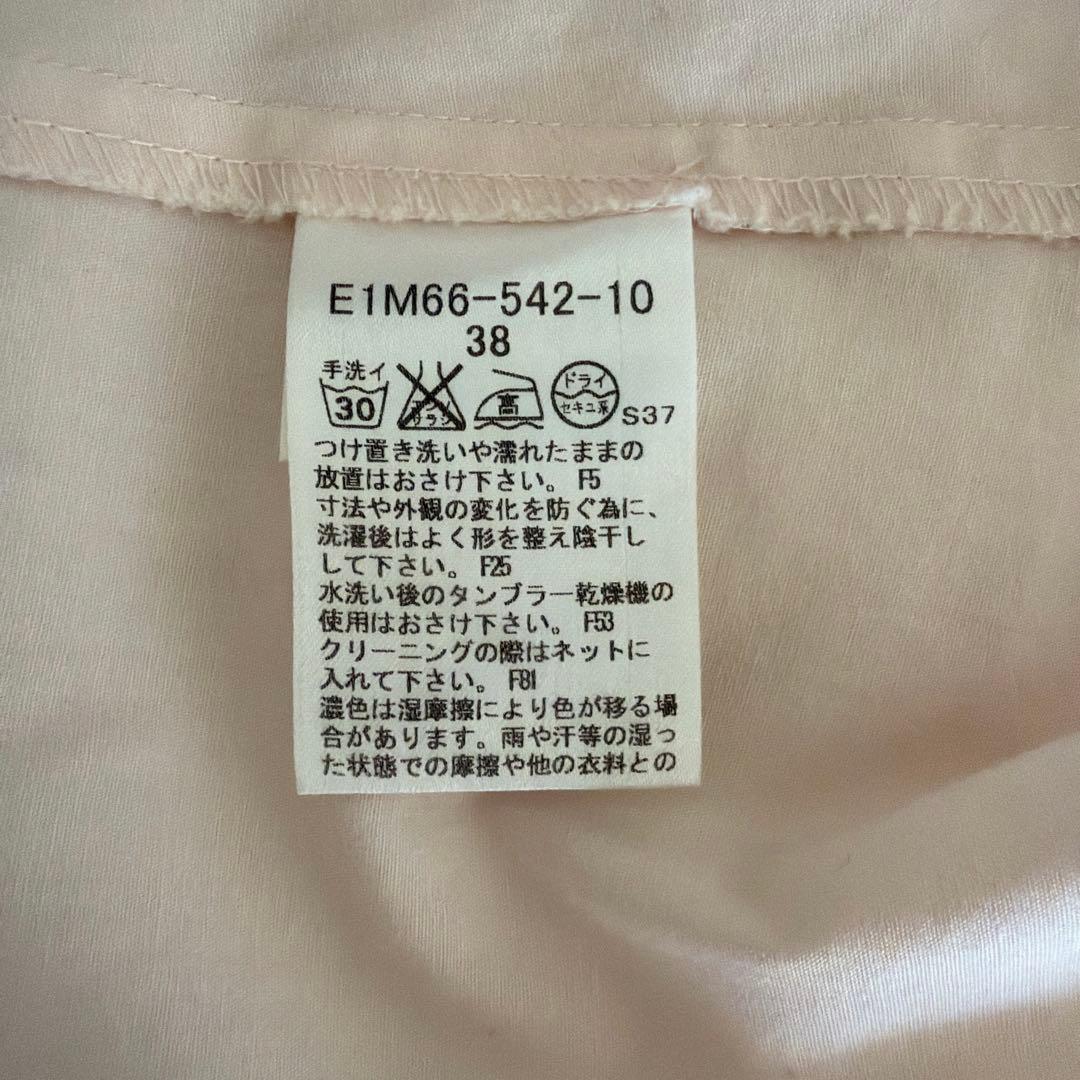 E1M66-542-10
38
手洗イ
30
エンソ
サラシ
高
ドライ
セキユ系
S37
つけ置き洗いや濡れたままの
放置はおさけ下さい。F5
寸法や外観の変化を防ぐ為に、
洗濯後はよく形を整え陰干し
して下さい。F25
水洗い後のタンブラー乾燥機の
使用はおさけ下さい。F53
クリーニングの際はネットに
入れて下さい。F81
濃色は湿摩擦により色が移る場
合があります。雨や汗等の湿っ
た状態での摩擦や他の衣料との